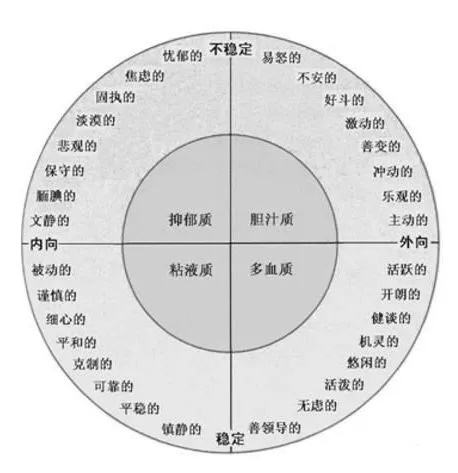 不稳定
忧郁的
焦虑的
固执的
淡漠的
悲观的
保守的
腼腆的
文静的
易怒的
不安的
好斗的
激动的
善变的
冲动的
乐观的
主动的
抑郁质
胆汁质
内向
外向
粘液质
多血质
被动的
谨慎的
细心的
平和的
克制的
可靠的
平稳的
镇静的
活跃的
开朗的
健谈的
机灵的
悠闲的
活泼的
无虑的
善领导的
稳定